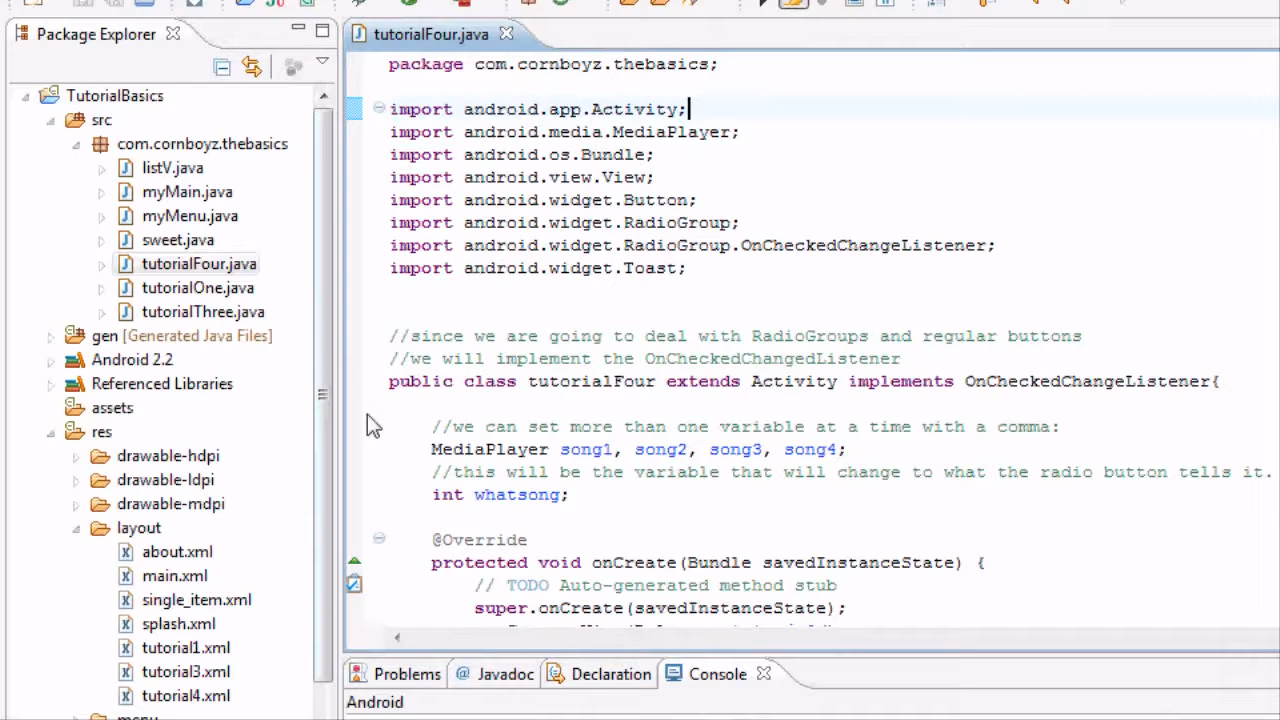 Package Explorer
TutorialBasics
src
com.cornboyz.thebasics
listV.java
myMain.java
myMenu.java
sweet.java
tutorialFour.java
tutorialOne.java
tutorialThree.java
gen [Generated Java Files]
Android 2.2
Referenced Libraries
assets
res
drawable-hdpi
drawable-ldpi
drawable-mdpi
layout
about.xml
main.xml
single_item.xml
splash.xml
tutorial1.xml
tutorial3.xml
tutorial4.xml
menu
tutorialFour.java
package com.cornboyz.thebasics;
import android.app.Activity;
import android.media.MediaPlayer;
import android.os.Bundle;
import android.view.View;
import android.widget.Button;
import android.widget.RadioGroup;
import android.widget.RadioGroup.OnCheckedChangeListener;
import android.widget.Toast;
//since we are going to deal with RadioGroups and regular buttons
//we will implement the OnCheckedChangedListener
public class tutorialFour extends Activity implements OnCheckedChangeListener{
//we can set more than one variable at a time with a comma:
MediaPlayer song1, song2, song3, song4;
//this will be the variable that will change to what the radio button tells it.
int whatsong;
@Override
protected void onCreate(Bundle savedInstanceState) {
// TODO Auto-generated method stub
super.onCreate(savedInstanceState);
Problems @ Javadoc Declaration Console
Android